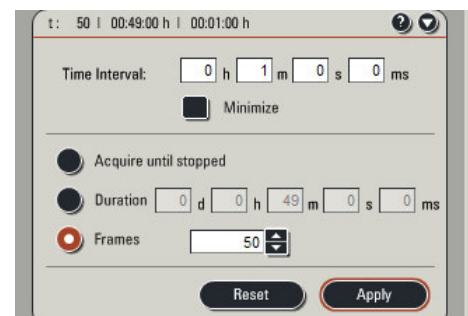 t: 50 | 00:49:00 h | 00:01:00 h ?
Time Interval: 0 h 1 m 0 s 0 ms
Minimize
Acquire until stopped
Duration 0 d 0 h 49 m 0 s 0 ms
Frames 50
Reset Apply